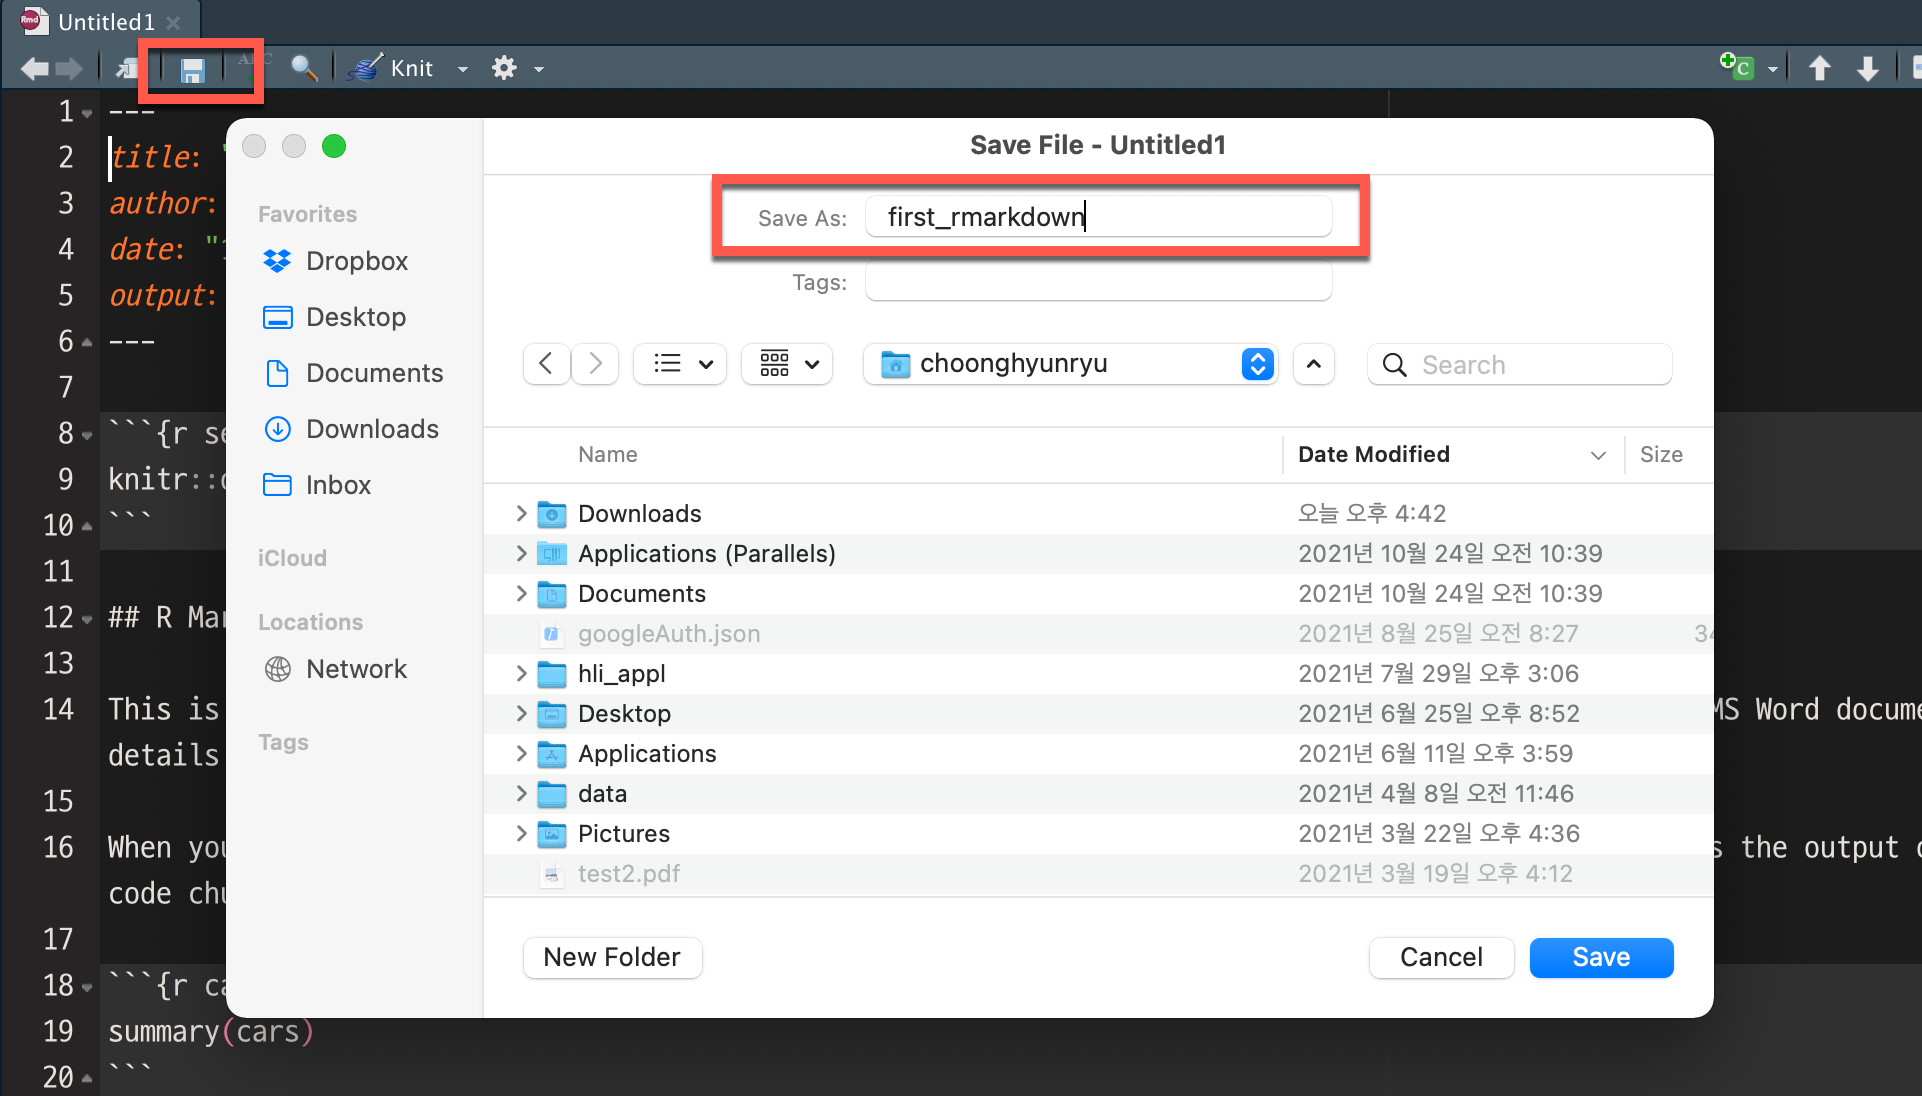 Untitled1
ABC
Knit
C
1 ---
2 title: "
3 author:
4 date: "
5 output:
6 ---
7
8 ```{r se
9 knitr::
10 ```
11
12 ## R Mar
13
14 This is
MS Word docume
details
15
16 When you
s the output
code chu
17
18 ```{r ca
19 summary(cars)
20 ```
Save File - Untitled1
Save As: first_rmarkdown
Tags:
choonghyunryu
Search
Favorites
Dropbox
Desktop
Documents
Downloads
Inbox
iCloud
Locations
Network
Tags
Name Date Modified Size
Downloads 오늘 오후 4:42
Applications (Parallels) 2021년 10월 24일 오전 10:39
Documents 2021년 10월 24일 오전 10:39
googleAuth.json 2021년 8월 25일 오전 8:27 34
hli_appl 2021년 7월 29일 오후 3:06
Desktop 2021년 6월 25일 오후 8:52
Applications 2021년 6월 11일 오후 3:59
data 2021년 4월 8일 오전 11:46
Pictures 2021년 3월 22일 오후 4:36
test2.pdf 2021년 3월 19일 오후 4:12
New Folder
Cancel
Save